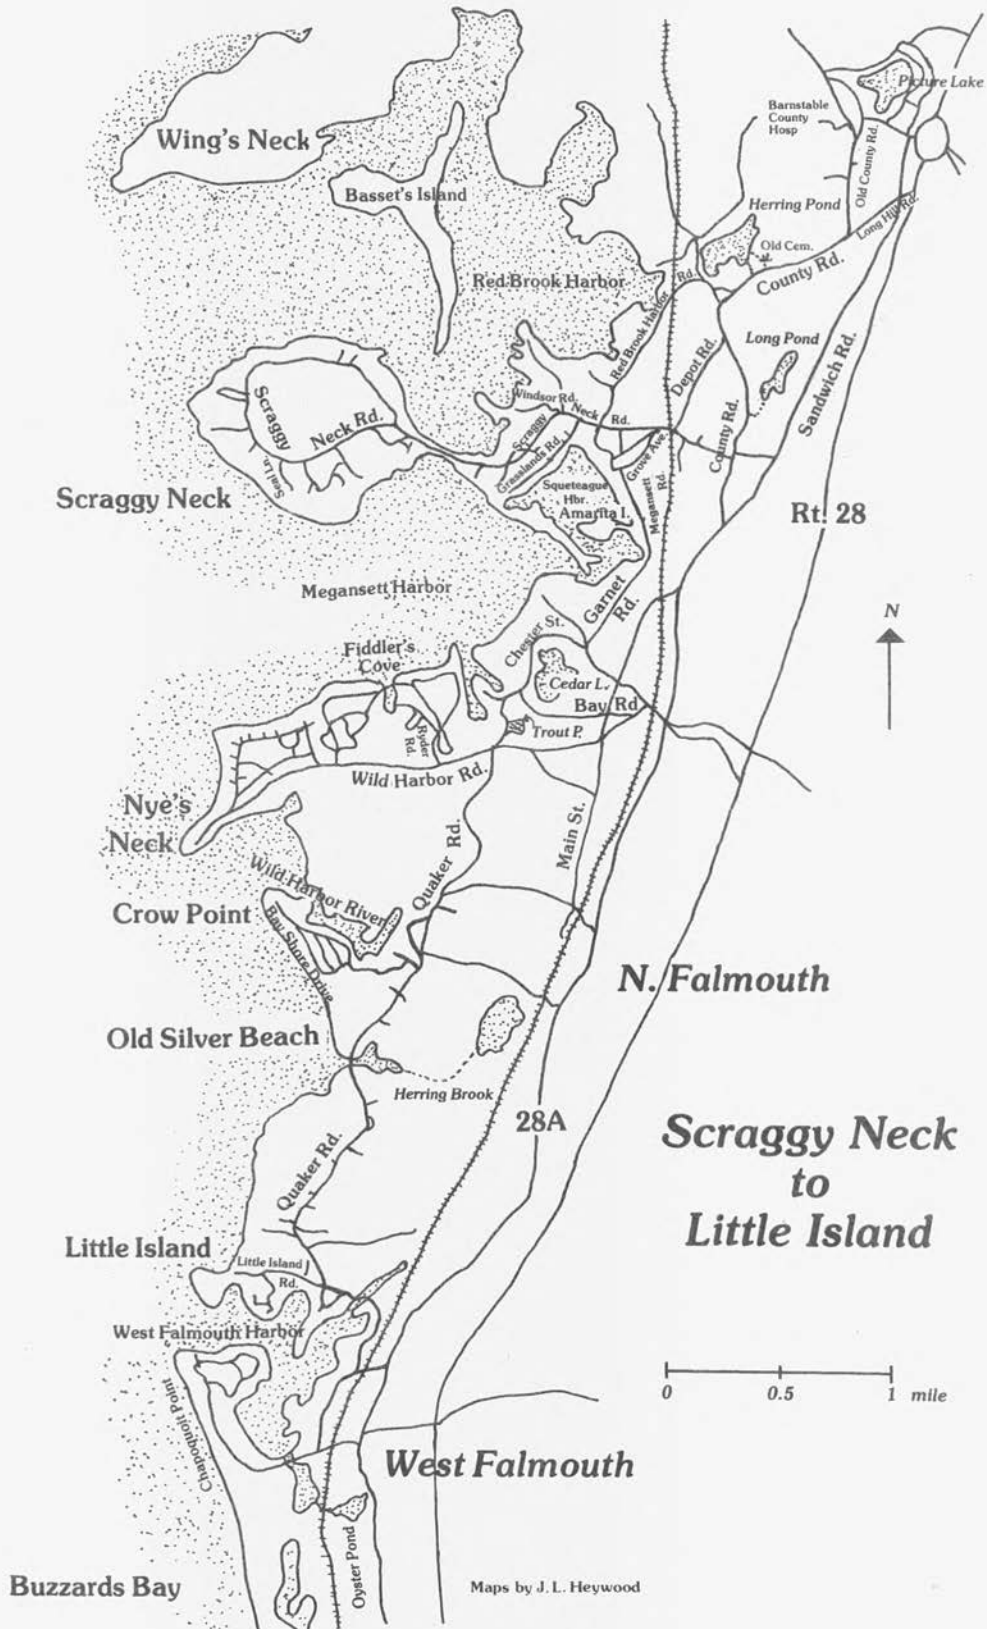 Picture Lake
Barnstable
County
Hosp
Wing's Neck
Old County Rd.
Basset's Island
Herring Pond
Long Hill Rd.
Old Cem.
Red Brook Harbor
Rd.
County Rd.
Red Brook Harbor
Long Pond
Depot Rd.
Sandwich Rd.
Windsor Rd.
Scraggy
Neck Rd.
Scraggy
Neck
Rd.
County Rd.
Grasslands Rd.
Grove Ave.
Seal Ln.
Scraggy Neck
Squeteague
Hbr.
Amarita I.
Megansett
Rd.
Rt. 28
Megansett Harbor
Garnet
Rd.
N
Chester St.
Fiddler's
Cove
Cedar L.
Bay Rd
Trout P.
Ryder
Rd.
Wild Harbor Rd.
Nye's
Neck
Quaker Rd.
Main St.
Wild Harbor River
Crow Point
Bay Shore Drive
N. Falmouth
Old Silver Beach
Herring Brook
28A
Scraggy Neck
to
Little Island
Quaker Rd.
Little Island
Little Island
Rd.
West Falmouth Harbor
0 0.5 1 mile
Chapoquoit Point
West Falmouth
Oyster Pond
Buzzards Bay
Maps by J. L. Heywood